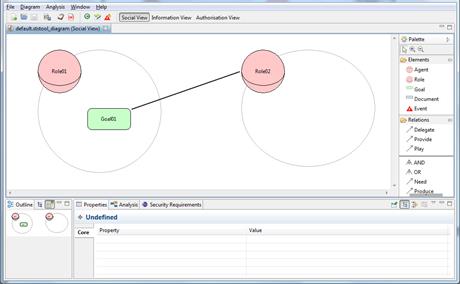 File Diagram Analysis Window Help
Social View Information View Authorisation View
default.ststool_diagram (Social View)
Role01
Role02
Goal01
Palette
Elements
Agent
Role
Goal
Document
Event
Relations
Delegate
Provide
Play
AND
OR
Need
Produce
Outline
Properties Analysis Security Requirements
Undefined
Core
Property Value